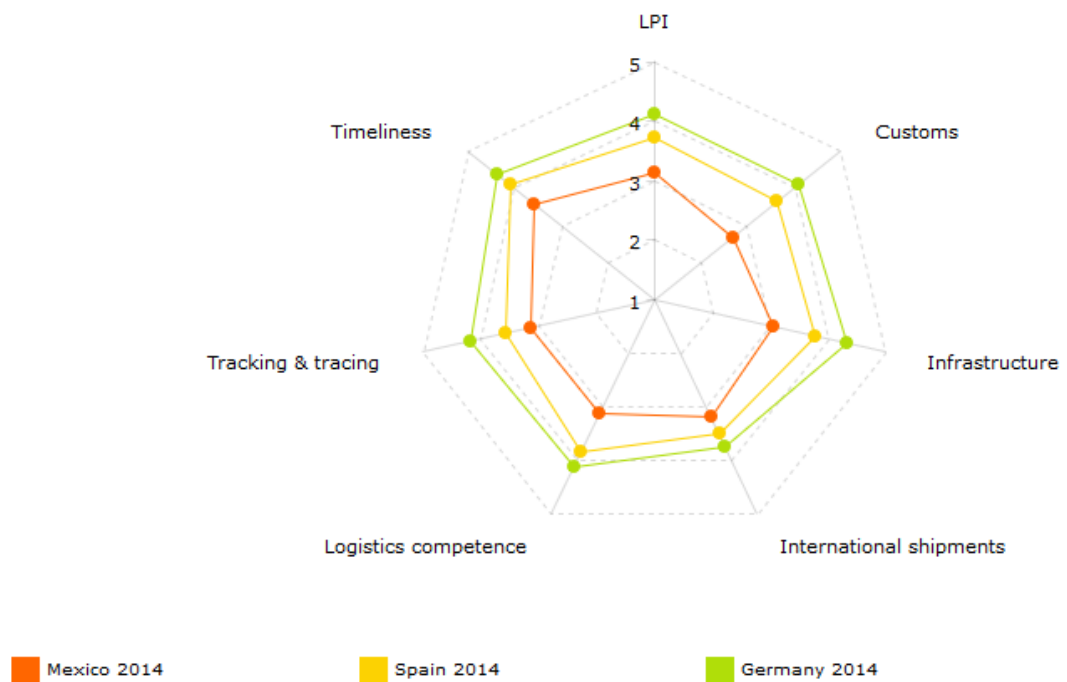 LPI
5
Timeliness
Customs
4
3
2
1
Tracking & tracing
Infrastructure
Logistics competence
International shipments
Mexico 2014
Spain 2014
Germany 2014